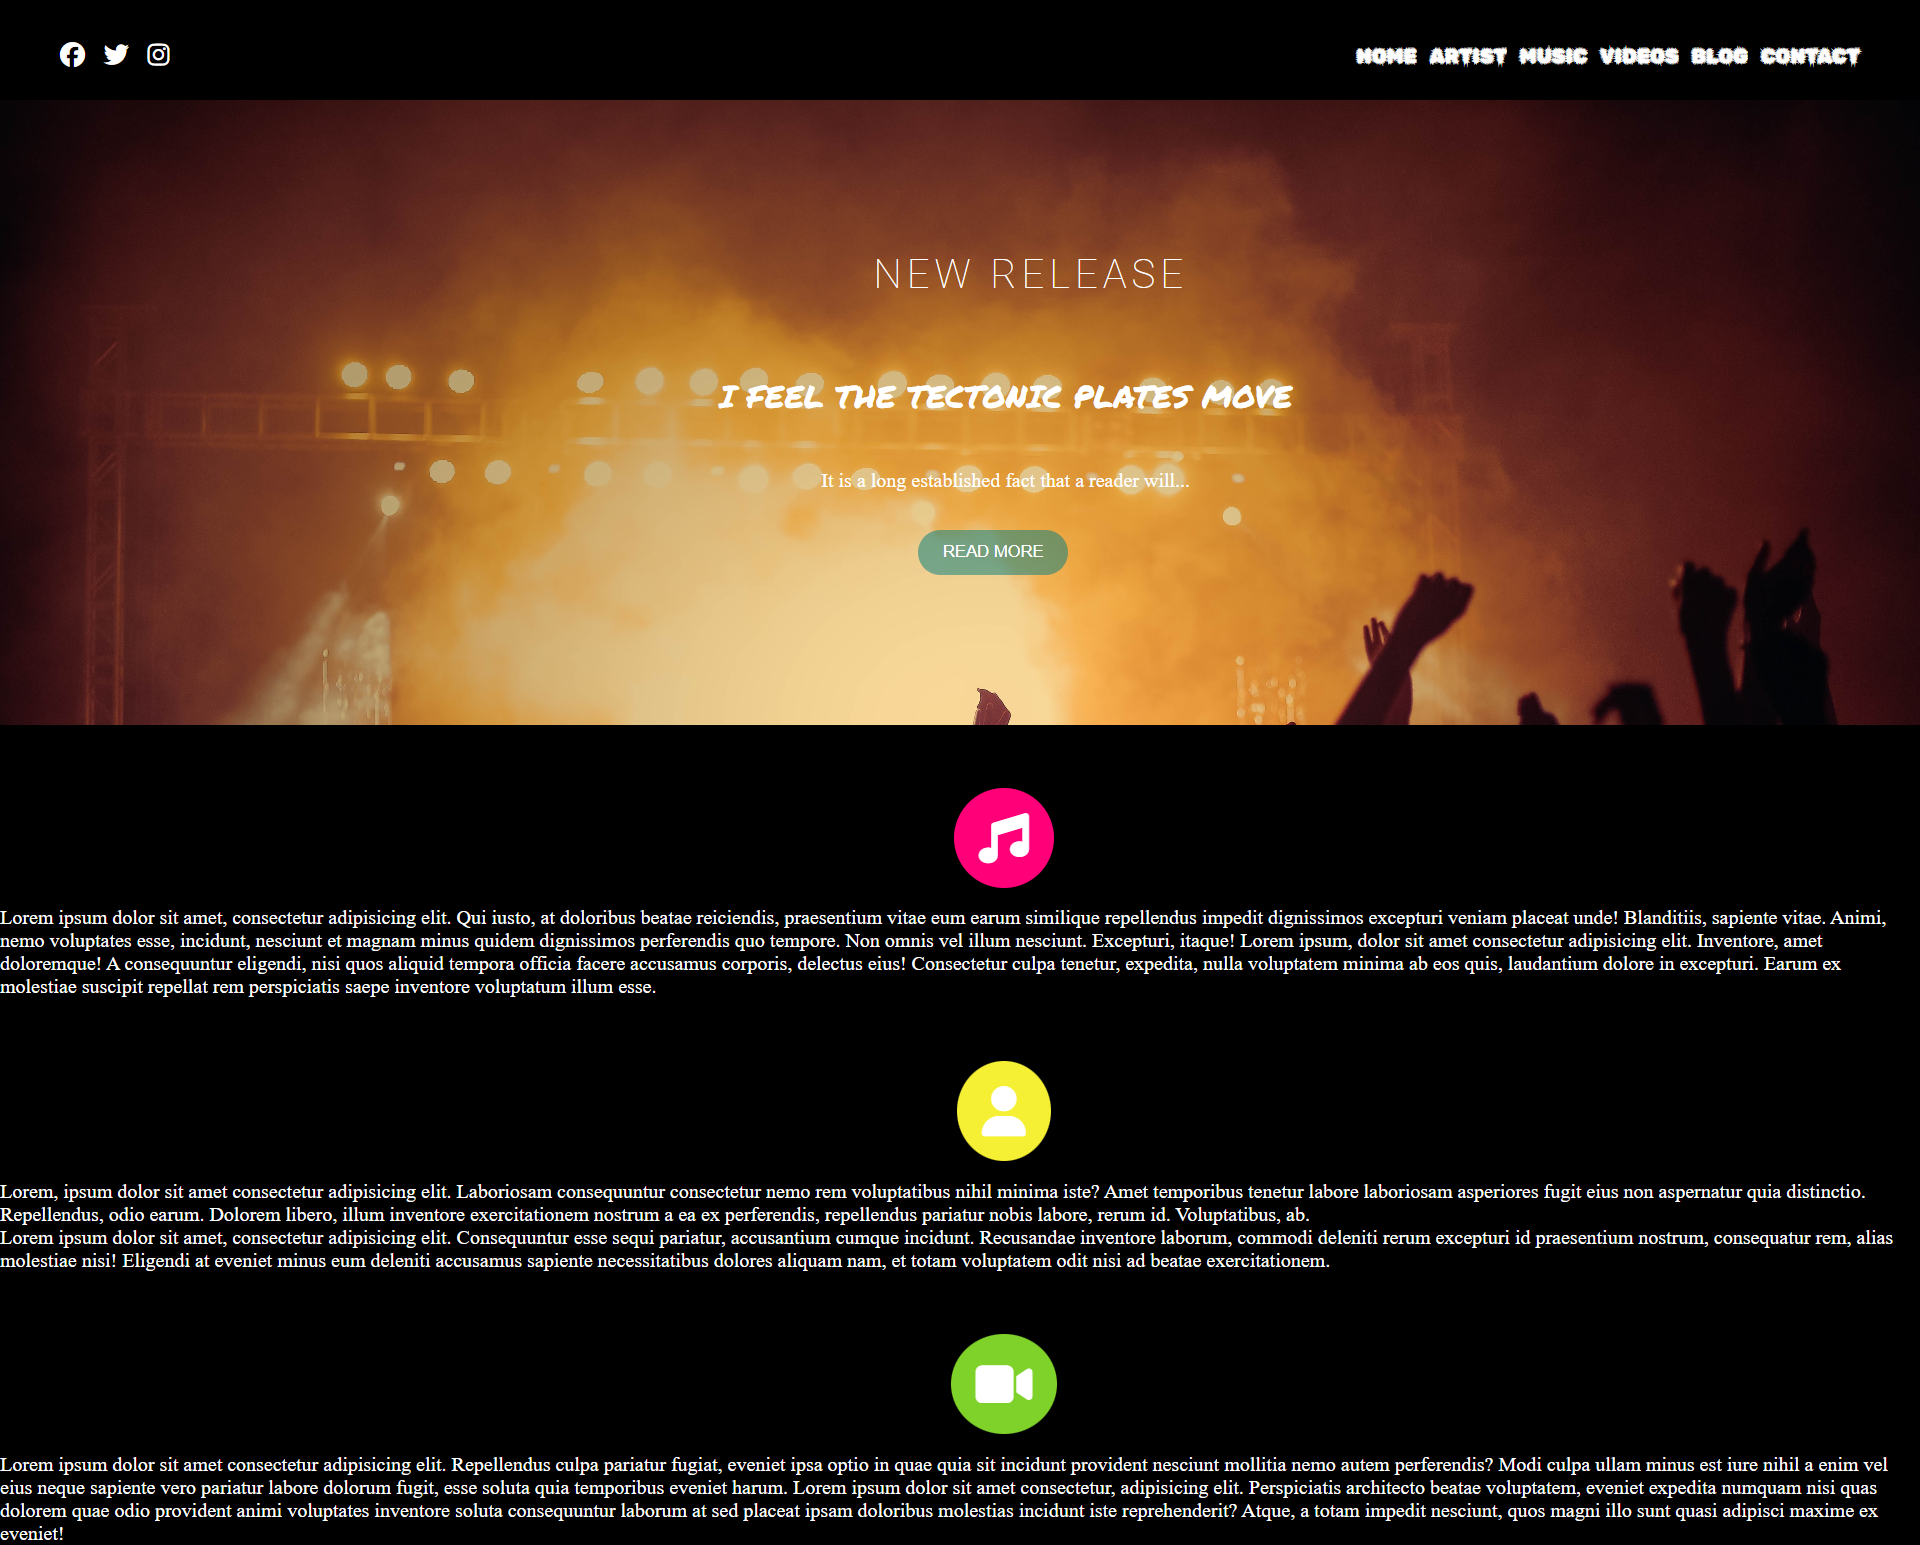 HOME ARTIST MUSIC VIDEOS BLOG CONTACT
NEW RELEASE
I FEEL THE TECTONIC PLATES MOVE
It is a long established fact that a reader will...
READ MORE
Lorem ipsum dolor sit amet, consectetur adipisicing elit. Qui iusto, at doloribus beatae reiciendis, praesentium vitae eum earum similique repellendus impedit dignissimos excepturi veniam placeat unde! Blanditiis, sapiente vitae. Animi,
nemo voluptates esse, incidunt, nesciunt et magnam minus quidem dignissimos perferendis quo tempore. Non omnis vel illum nesciunt. Excepturi, itaque! Lorem ipsum, dolor sit amet consectetur adipisicing elit. Inventore, amet
doloremque! A consequuntur eligendi, nisi quos aliquid tempora officia facere accusamus corporis, delectus eius! Consectetur culpa tenetur, expedita, nulla voluptatem minima ab eos quis, laudantium dolore in excepturi. Earum ex
molestiae suscipit repellat rem perspiciatis saepe inventore voluptatum illum esse.
Lorem, ipsum dolor sit amet consectetur adipisicing elit. Laboriosam consequuntur consectetur nemo rem voluptatibus nihil minima iste? Amet temporibus tenetur labore laboriosam asperiores fugit eius non aspernatur quia distinctio.
Repellendus, odio earum. Dolorem libero, illum inventore exercitationem nostrum a ea ex perferendis, repellendus pariatur nobis labore, rerum id. Voluptatibus, ab.
Lorem ipsum dolor sit amet, consectetur adipisicing elit. Consequuntur esse sequi pariatur, accusantium cumque incidunt. Recusandae inventore laborum, commodi deleniti rerum excepturi id praesentium nostrum, consequatur rem, alias
molestiae nisi! Eligendi at eveniet minus eum deleniti accusamus sapiente necessitatibus dolores aliquam nam, et totam voluptatem odit nisi ad beatae exercitationem.
Lorem ipsum dolor sit amet consectetur adipisicing elit. Repellendus culpa pariatur fugiat, eveniet ipsa optio in quae quia sit incidunt provident nesciunt mollitia nemo autem perferendis? Modi culpa ullam minus est iure nihil a enim vel
eius neque sapiente vero pariatur labore dolorum fugit, esse soluta quia temporibus eveniet harum. Lorem ipsum dolor sit amet consectetur, adipisicing elit. Perspiciatis architecto beatae voluptatem, eveniet expedita numquam nisi quas
dolorem quae odio provident animi voluptates inventore soluta consequuntur laborum at sed placeat ipsam doloribus molestias incidunt iste reprehenderit? Atque, a totam impedit nesciunt, quos magni illo sunt quasi adipisci maxime ex
eveniet!